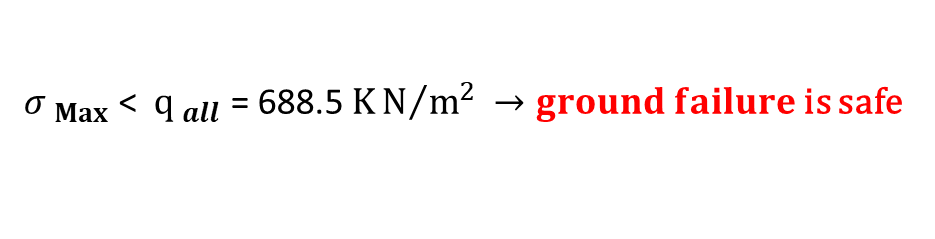 σ Max < q all = 688.5 K N/m² → ground failure is safe